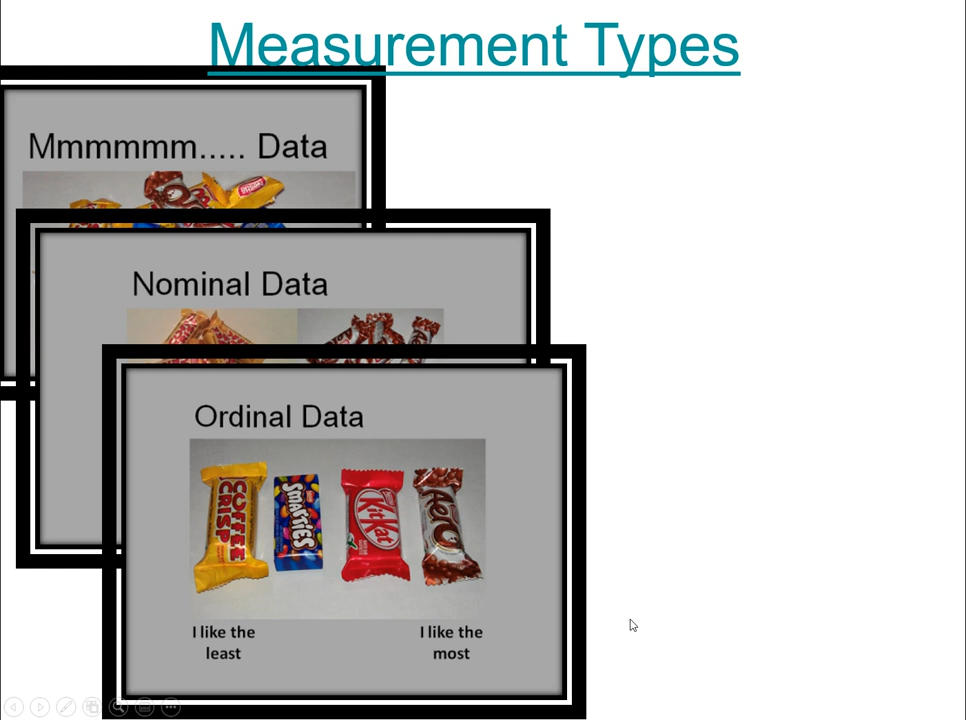 Measurement Types
Mmmmmm..... Data
Nominal Data
Ordinal Data
COFFEE
CRISP
SMARTIES
KitKat
AerO
I like the
least
I like the
most